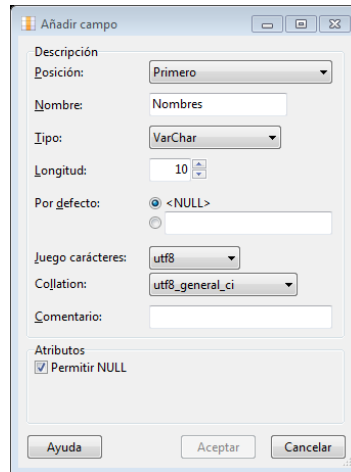 Añadir campo
Descripción
Posición: Primero
Nombre: Nombres
Tipo: VarChar
Longitud: 10
Por defecto: <NULL>
Juego carácteres: utf8
Collation: utf8_general_ci
Comentario:
Atributos
Permitir NULL
Ayuda Aceptar Cancelar